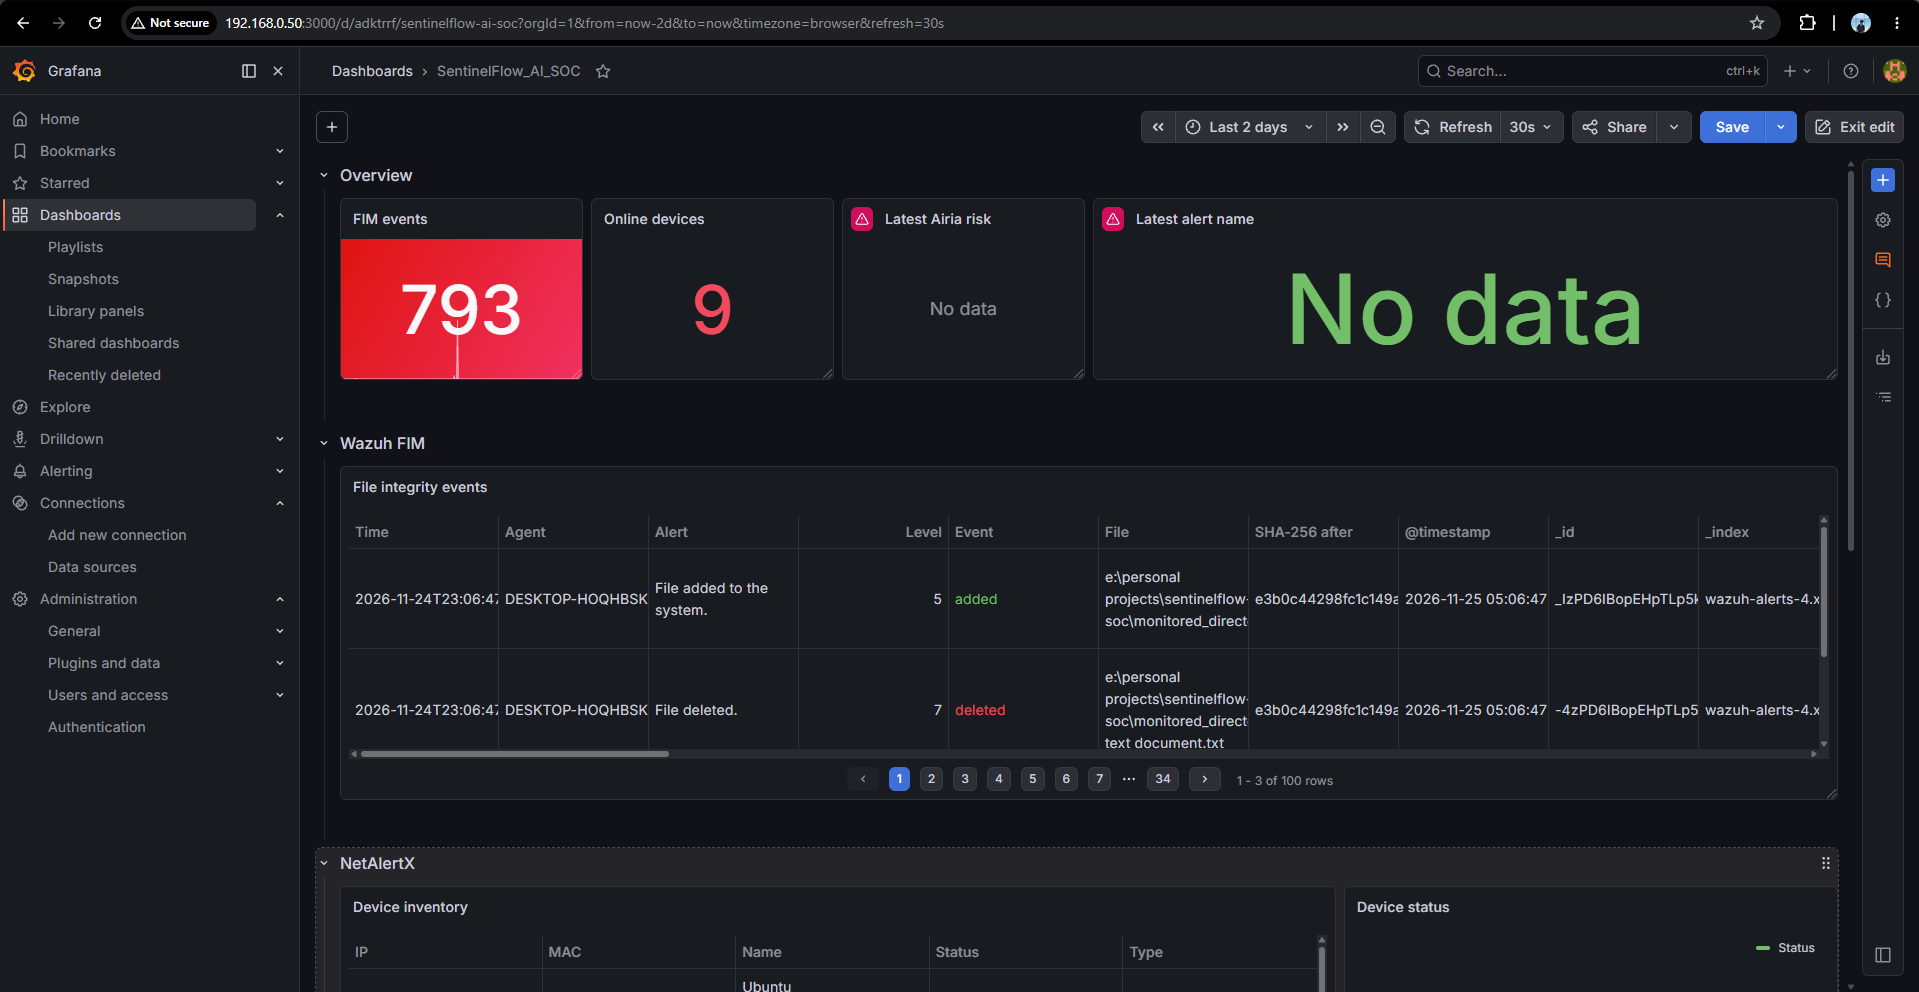 Not secure
192.168.0.50:3000/d/adktrrf/sentinelflow-ai-soc?orgId=1&from=now-2d&to=now&timezone=browser&refresh=30s
Grafana
Dashboards › SentinelFlow_AI_SOC
Search...
ctrl+k
Home
Bookmarks
Starred
Dashboards
Playlists
Snapshots
Library panels
Shared dashboards
Recently deleted
Explore
Drilldown
Alerting
Connections
Add new connection
Data sources
Administration
General
Plugins and data
Users and access
Authentication
Last 2 days
Refresh
30s
Share
Save
Exit edit
Overview
FIM events
793
Online devices
9
Latest Airia risk
No data
Latest alert name
No data
Wazuh FIM
File integrity events
Time Agent Alert Level Event File SHA-256 after @timestamp _id _index
2026-11-24T23:06:47 DESKTOP-HOQHBSK File added to the
system.
5 added
e:\personal
projects\sentinelflow-
soc\monitored_direct
e3b0c44298fc1c149a 2026-11-25 05:06:47 _IzPD6IBopEHpTLp5k wazuh-alerts-4.x
2026-11-24T23:06:47 DESKTOP-HOQHBSK File deleted. 7 deleted
e:\personal
projects\sentinelflow-
soc\monitored_direct
text document.txt
e3b0c44298fc1c149a 2026-11-25 05:06:47 -4zPD6IBopEHpTLp5 wazuh-alerts-4.x
1 2 3 4 5 6 7 ... 34
1 - 3 of 100 rows
NetAlertX
Device inventory
IP MAC Name Status Type
Ubuntu
Device status
Status